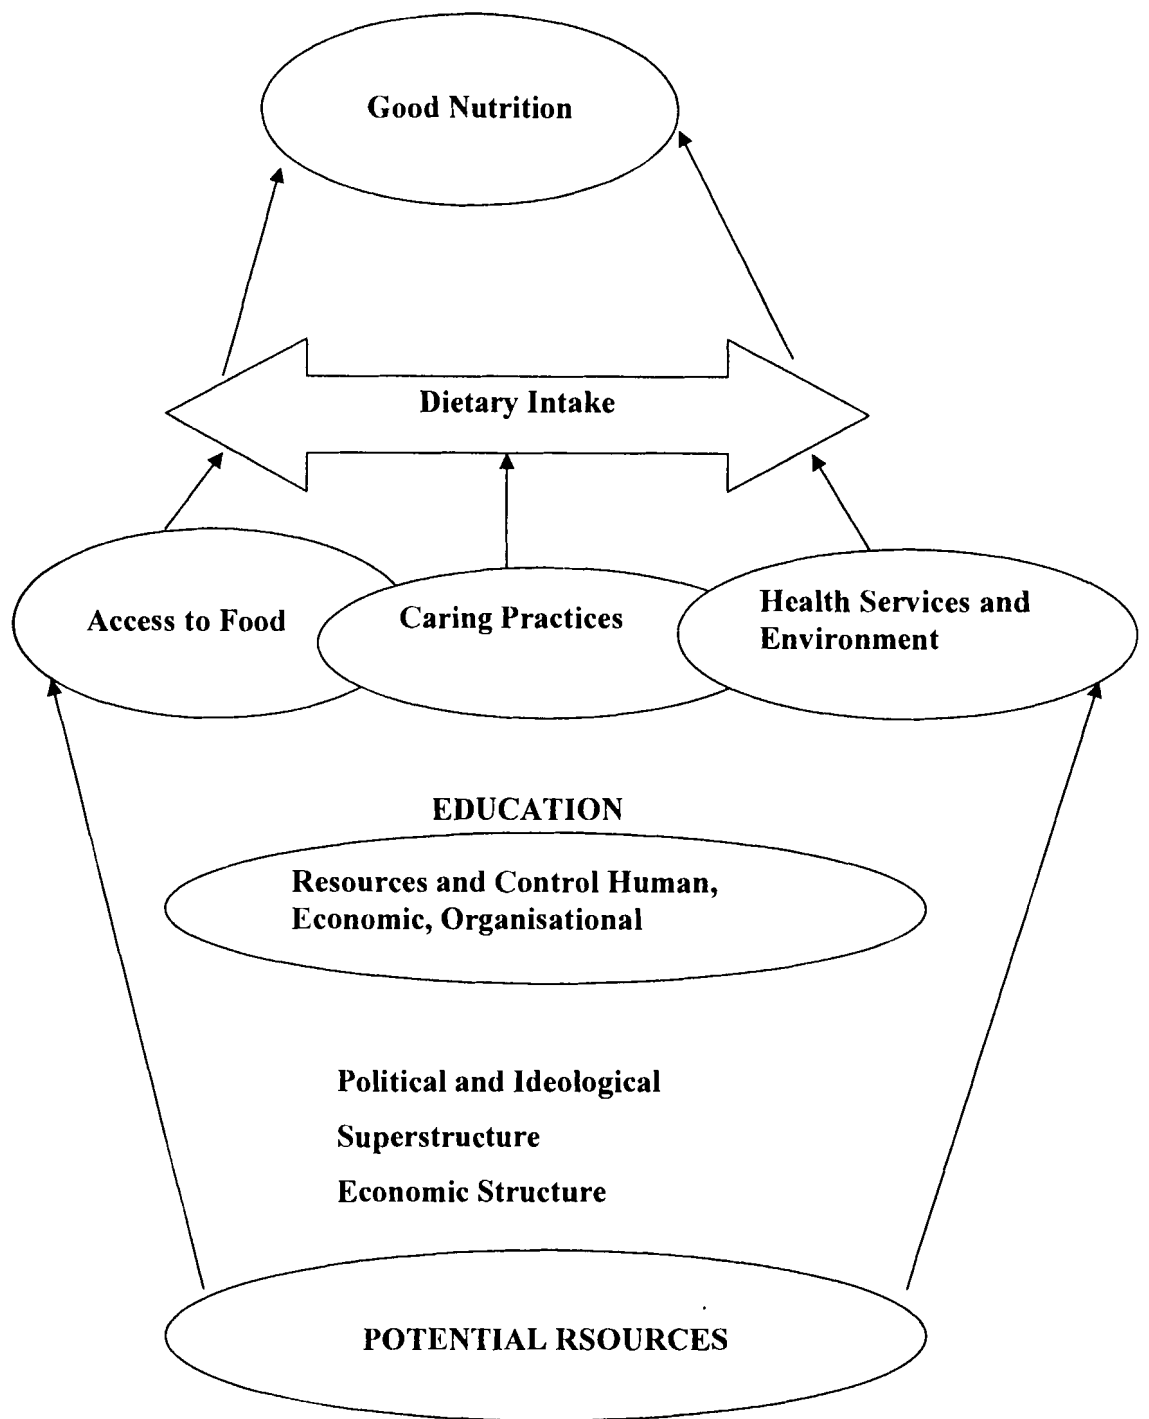 Good Nutrition
Dietary Intake
Access to Food
Caring Practices
Health Services and
Environment
EDUCATION
Resources and Control Human,
Economic, Organisational
Political and Ideological
Superstructure
Economic Structure
POTENTIAL RSOURCES